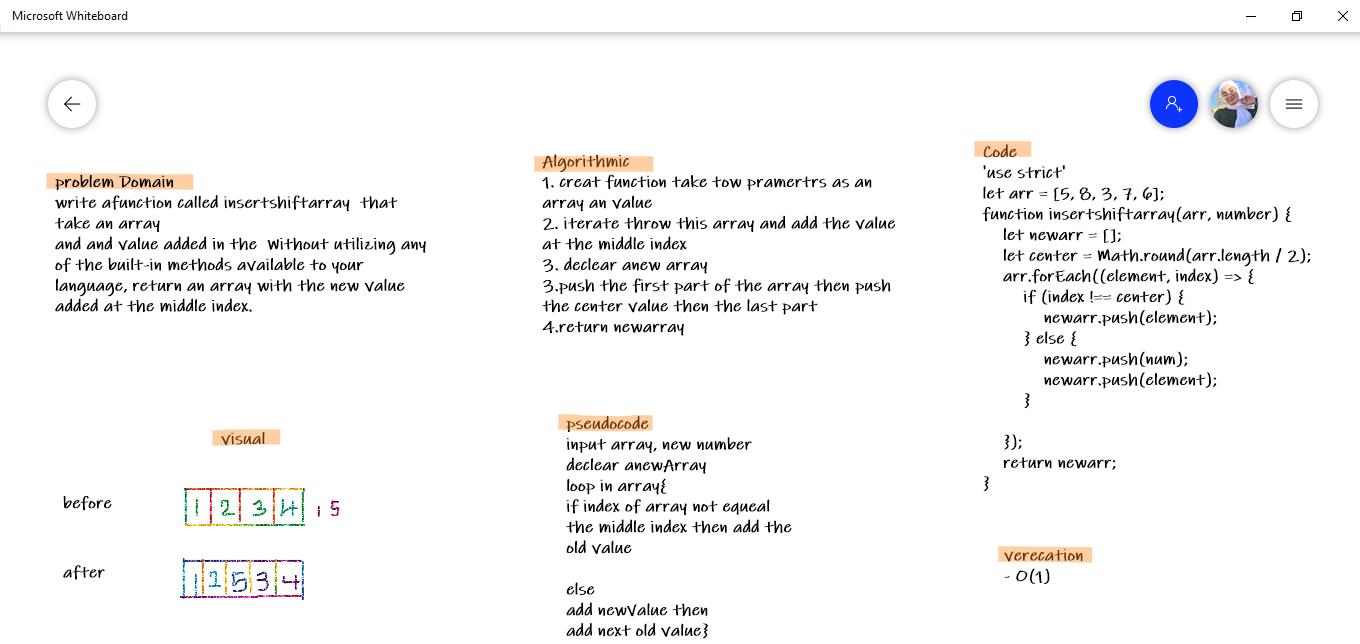 Microsoft Whiteboard
problem Domain
write afunction called insertshiftarray that
take an array
and and value added in the Without utilizing any
of the built-in methods available to your
language, return an array with the new value
added at the middle index.
visual
before
1 2 3 4 , 5
after
1 2 5 3 4
Algorithmic
1. creat function take tow pramertrs as an
array an value
2. iterate throw this array and add the value
at the middle index
3. declear anew array
3.push the first part of the array then push
the center value then the last part
4.return newarray
pseudocode
input array, new number
declear anewArray
loop in array{
if index of array not equeal
the middle index then add the
old value
else
add newValue then
add next old value}
Code
'use strict'
let arr = [5, 8, 3, 7, 6];
function insertshiftarray(arr, number) {
let newarr = [];
let center = Math.round(arr.length / 2);
arr.forEach((element, index) => {
if (index !== center) {
newarr.push(element);
} else {
newarr.push(num);
newarr.push(element);
}
});
return newarr;
}
verecation
- O(1)